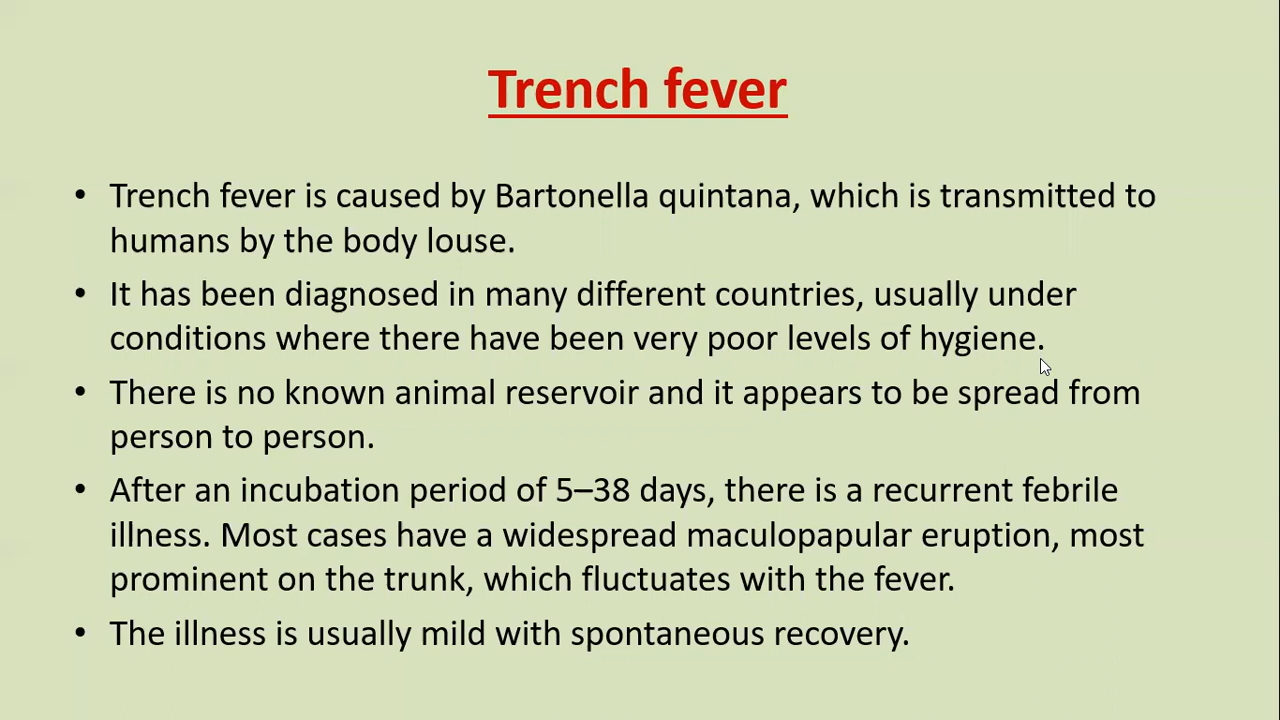 Trench fever
• Trench fever is caused by Bartonella quintana, which is transmitted to
humans by the body louse.
• It has been diagnosed in many different countries, usually under
conditions where there have been very poor levels of hygiene.
• There is no known animal reservoir and it appears to be spread from
person to person.
• After an incubation period of 5–38 days, there is a recurrent febrile
illness. Most cases have a widespread maculopapular eruption, most
prominent on the trunk, which fluctuates with the fever.
• The illness is usually mild with spontaneous recovery.